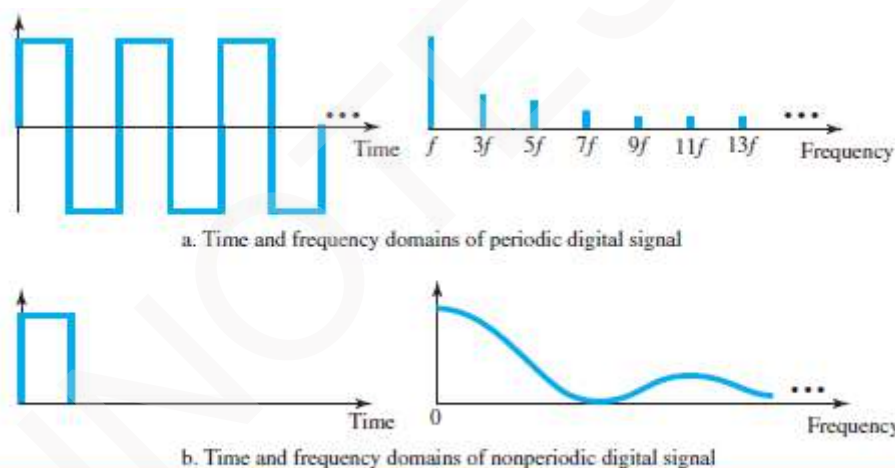 •••
Time
f 3f 5f 7f 9f 11f 13f
•••
Frequency
a. Time and frequency domains of periodic digital signal
Time
0
•••
Frequency
b. Time and frequency domains of nonperiodic digital signal
NOTES